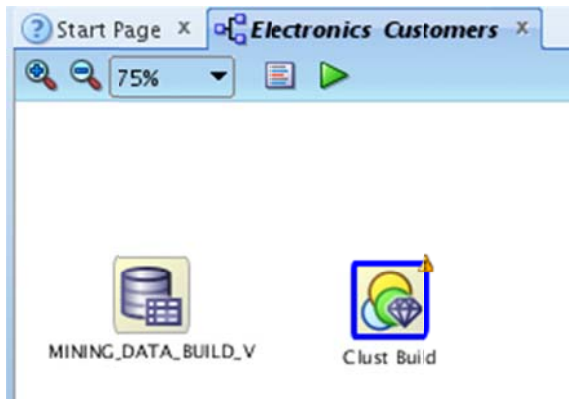 Start Page x Electronics Customers x
75%
MINING_DATA_BUILD_V
Clust Build